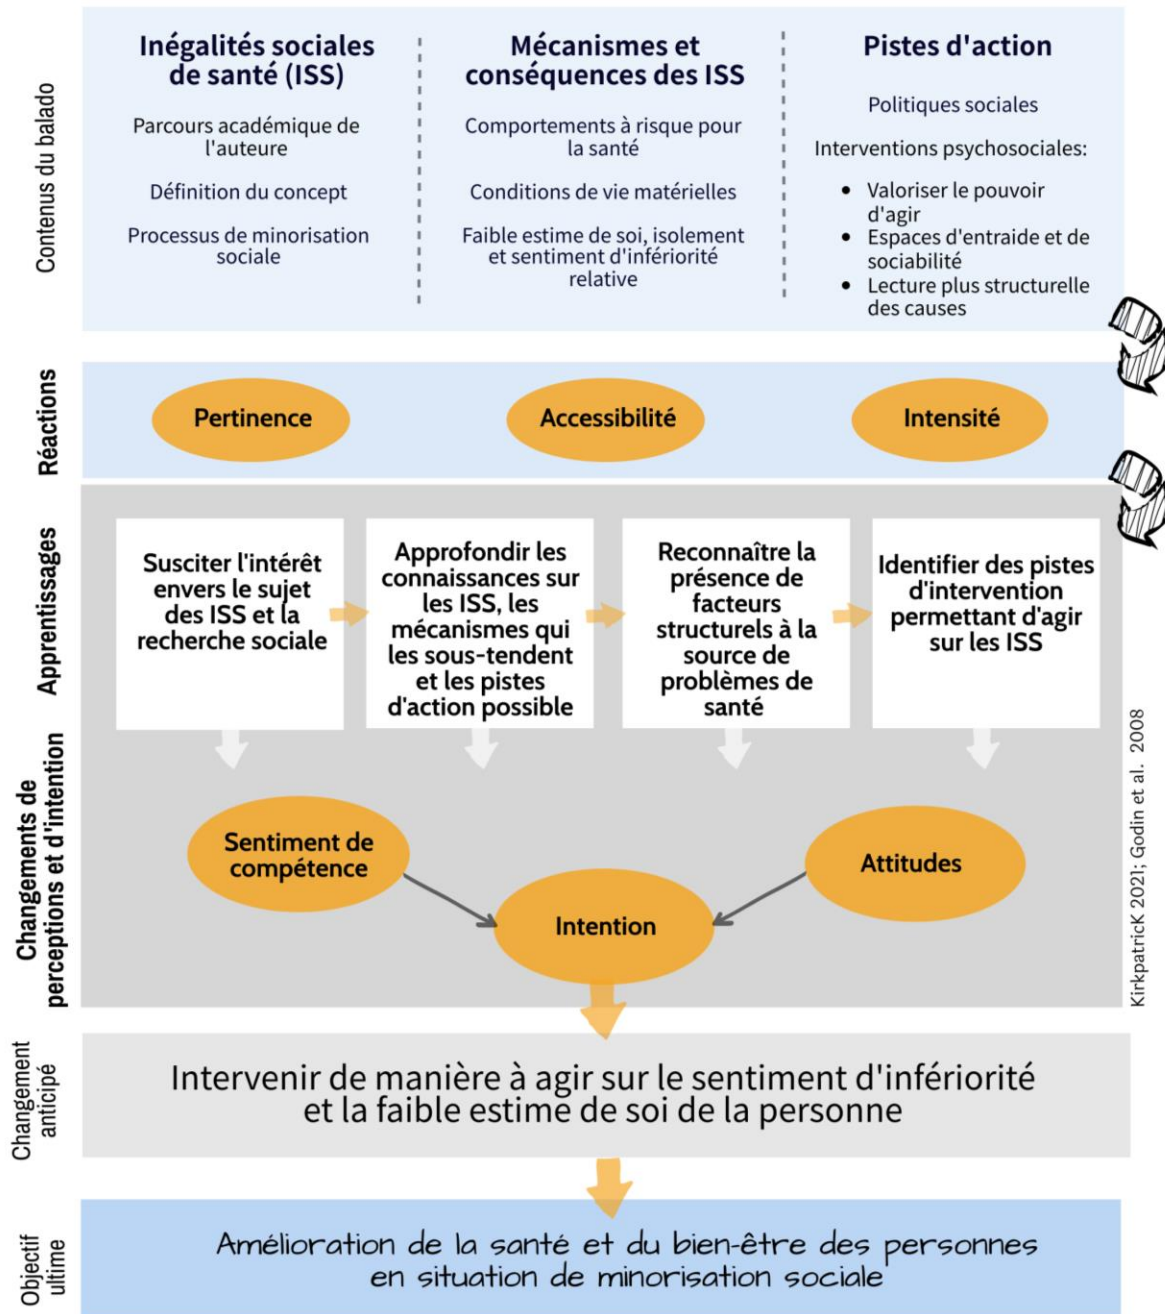 Contenus du balado
Inégalités sociales
de santé (ISS)
Parcours académique de
l'auteure
Définition du concept
Processus de minorisation
sociale
Mécanismes et
conséquences des ISS
Comportements à risque pour
la santé
Conditions de vie matérielles
Faible estime de soi, isolement
et sentiment d'infériorité
relative
Pistes d'action
Politiques sociales
Interventions psychosociales:
• Valoriser le pouvoir
d'agir
• Espaces d'entraide et de
sociabilité
• Lecture plus structurelle
des causes
Réactions
Pertinence
Accessibilité
Intensité
Apprentissages
Susciter l'intérêt
envers le sujet
des ISS et la
recherche sociale
Approfondir les
connaissances sur
les ISS, les
mécanismes qui
les sous-tendent
et les pistes
d'action possible
Reconnaître la
présence de
facteurs
structurels à la
source de
problèmes de
santé
Identifier des pistes
d'intervention
permettant d'agir
sur les ISS
Changements de
perceptions et d'intention
Sentiment de
compétence
Attitudes
Intention
KirkpatricK 2021; Godin et al. 2008
Changement
anticipé
Intervenir de manière à agir sur le sentiment d'infériorité
et la faible estime de soi de la personne
Objectif
ultime
Amélioration de la santé et du bien-être des personnes
en situation de minorisation sociale